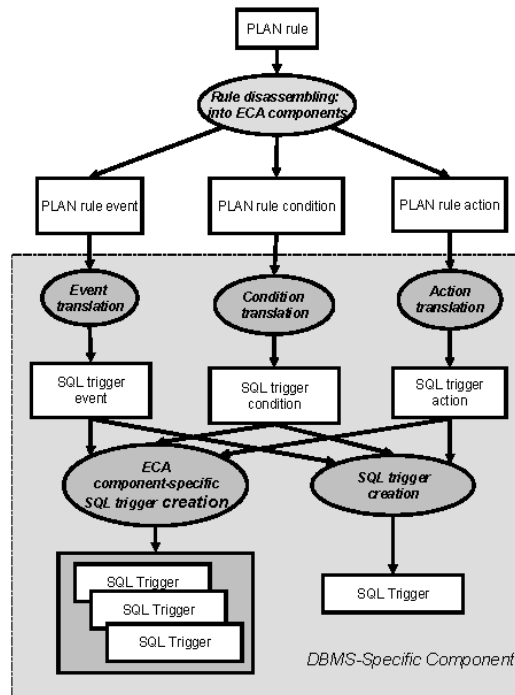 PLAN rule
Rule disassembling:
into ECA components
PLAN rule event
PLAN rule condition
PLAN rule action
Event
translation
Condition
translation
Action
translation
SQL trigger
event
SQL trigger
condition
SQL trigger
action
ECA
component-specific
SQL trigger creation
SQL trigger
creation
SQL Trigger
SQL Trigger
SQL Trigger
SQL Trigger
DBMS-Specific Component